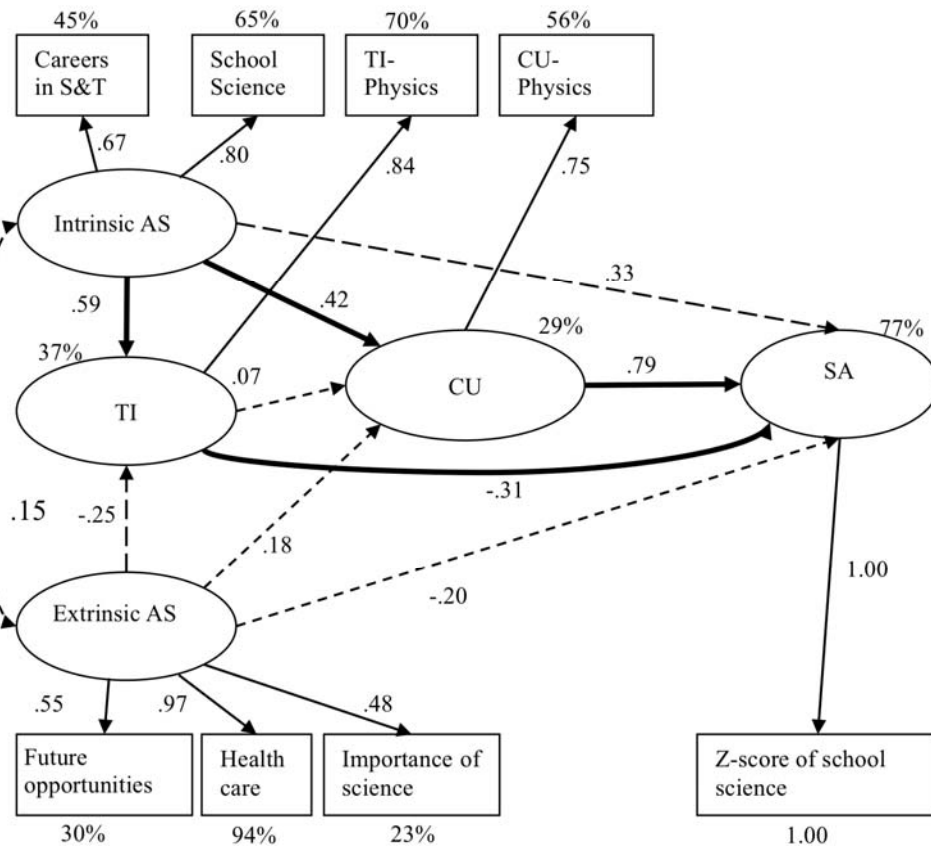 45%
65%
70%
56%
Careers
in S&T
School
Science
TI-
Physics
CU-
Physics
.67
.80
.84
.75
Intrinsic AS
.33
.59
.42
37%
29%
77%
TI
.07
CU
.79
SA
-.31
.15
-.25
.18
-.20
1.00
Extrinsic AS
.55
.97
.48
Future
opportunities
Health
care
Importance of
science
Z-score of school
science
30%
94%
23%
1.00